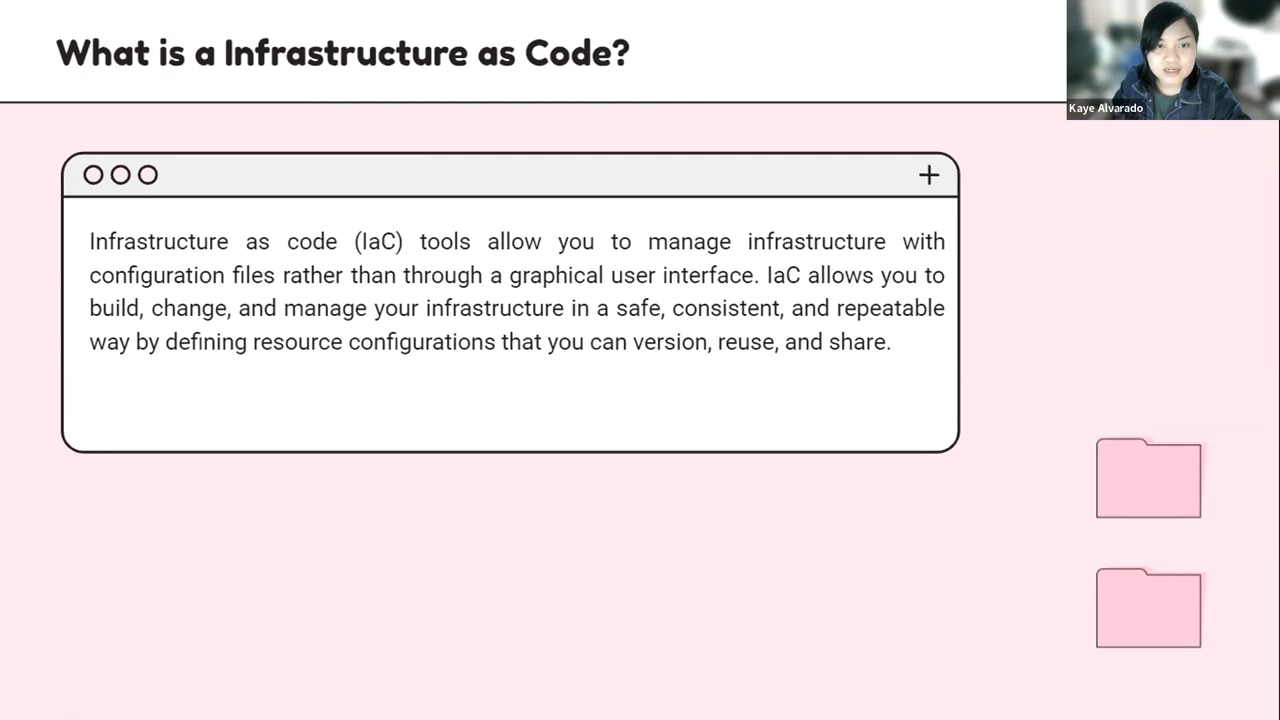 What is a Infrastructure as Code?
Kaye Alvarado
Infrastructure as code (IaC) tools allow you to manage infrastructure with
configuration files rather than through a graphical user interface. IaC allows you to
build, change, and manage your infrastructure in a safe, consistent, and repeatable
way by defining resource configurations that you can version, reuse, and share.